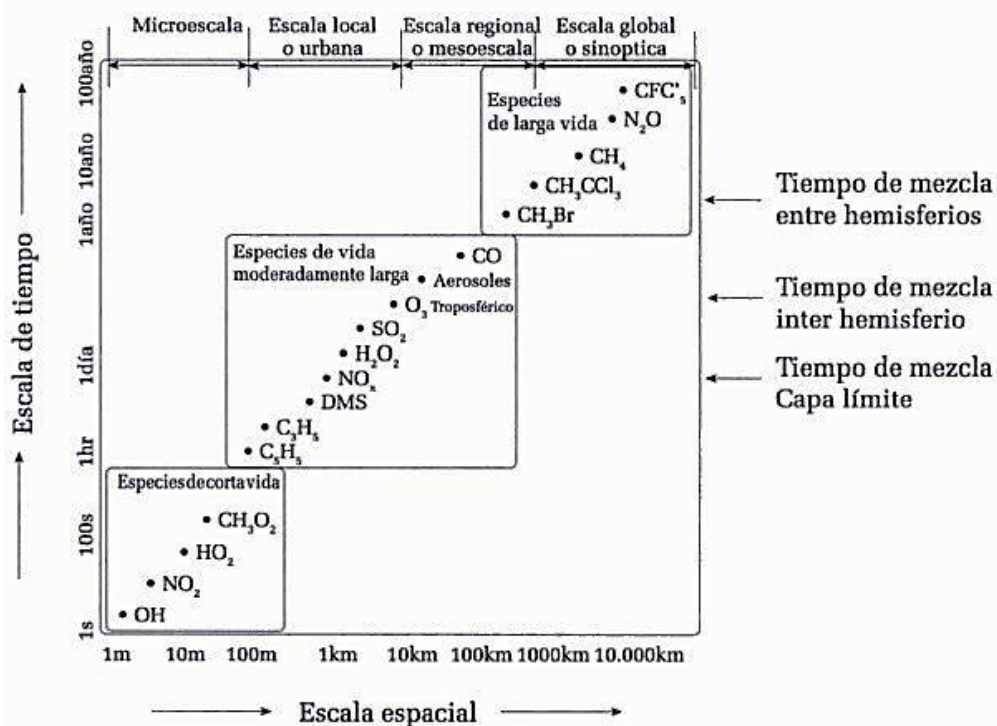 Microescala
Escala local
o urbana
Escala regional
o mesoescala
Escala global
o sinoptica
Escala de tiempo
100año
10año
1año
1día
1hr
100s
1s
Especies
de larga vida
CFC'₅
N₂O
CH₄
CH₃CCl₃
CH₃Br
Especies de vida
moderadamente larga
CO
Aerosoles
O₃ Troposférico
SO₂
H₂O₂
NOₓ
DMS
C₃H₅
C₅H₅
Especiesdecortavida
CH₃O₂
HO₂
NO₂
OH
Tiempo de mezcla
entre hemisferios
Tiempo de mezcla
inter hemisferio
Tiempo de mezcla
Capa límite
1m 10m 100m 1km 10km 100km 1000km 10.000km
Escala espacial